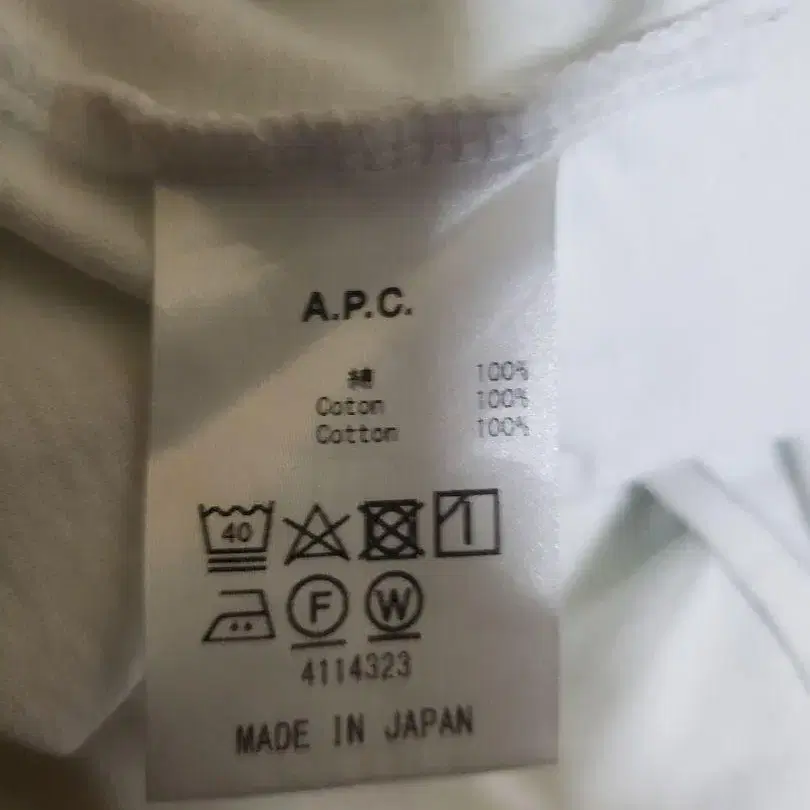 A.P.C.
綿 100%
Coton 100%
Cotton 100%
40
F W
4114323
MADE IN JAPAN